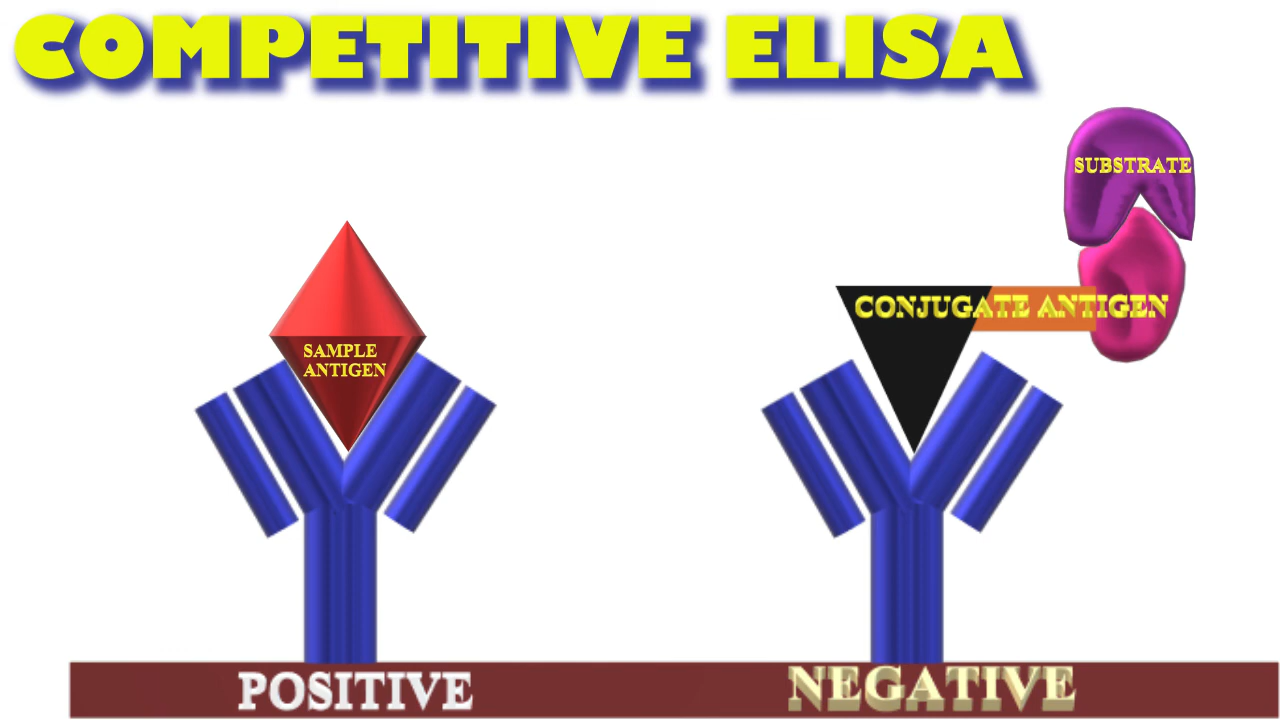 COMPETITIVE ELISA
SUBSTRATE
CONJUGATE ANTIGEN
SAMPLE
ANTIGEN
POSITIVE
NEGATIVE